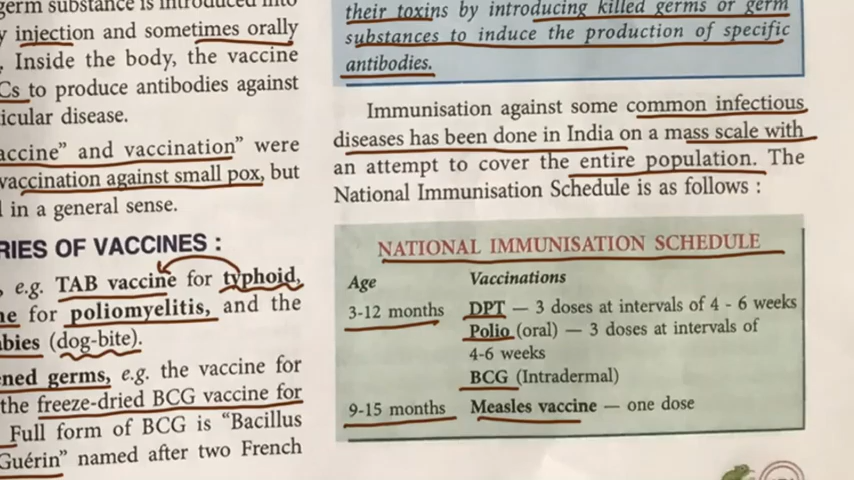 germ substance is introduced into
injection and sometimes orally
Inside the body, the vaccine
Cs to produce antibodies against
icular disease.
accine" and vaccination" were
vaccination against small pox, but
in a general sense.
RIES OF VACCINES :
, e.g. TAB vaccine for typhoid,
ne for poliomyelitis, and the
abies (dog-bite).
ned germs, e.g. the vaccine for
the freeze-dried BCG vaccine for
Full form of BCG is "Bacillus
Guérin" named after two French
their toxins by introducing killed germs or germ
substances to induce the production of specific
antibodies.
Immunisation against some common infectious
diseases has been done in India on a mass scale with
an attempt to cover the entire population. The
National Immunisation Schedule is as follows :
NATIONAL IMMUNISATION SCHEDULE
Age Vaccinations
3-12 months DPT — 3 doses at intervals of 4 - 6 weeks
Polio (oral) — 3 doses at intervals of
4-6 weeks
BCG (Intradermal)
9-15 months Measles vaccine — one dose